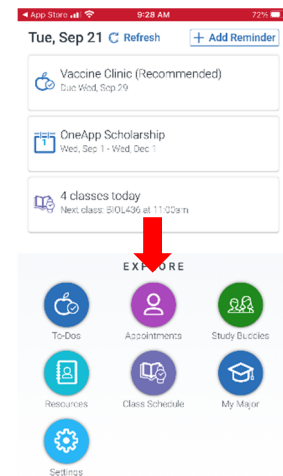 App Store 9:28 AM 72%
Tue, Sep 21 Refresh + Add Reminder
Vaccine Clinic (Recommended)
Due Wed, Sep 29
OneApp Scholarship
Wed, Sep 1 - Wed, Dec 1
4 classes today
Next class: BIOL436 at 11:00am
EXPLORE
To-Dos Appointments Study Buddies
Resources Class Schedule My Major
Settings